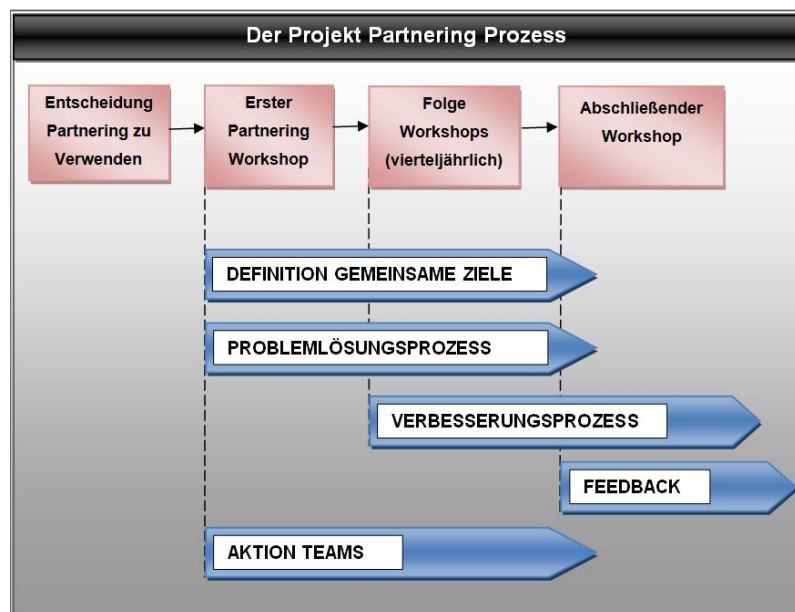 Der Projekt Partnering Prozess
Entscheidung
Partnering zu
Verwenden
Erster
Partnering
Workshop
Folge
Workshops
(vierteljährlich)
Abschließender
Workshop
DEFINITION GEMEINSAME ZIELE
PROBLEMLÖSUNGSPROZESS
VERBESSERUNGSPROZESS
FEEDBACK
AKTION TEAMS